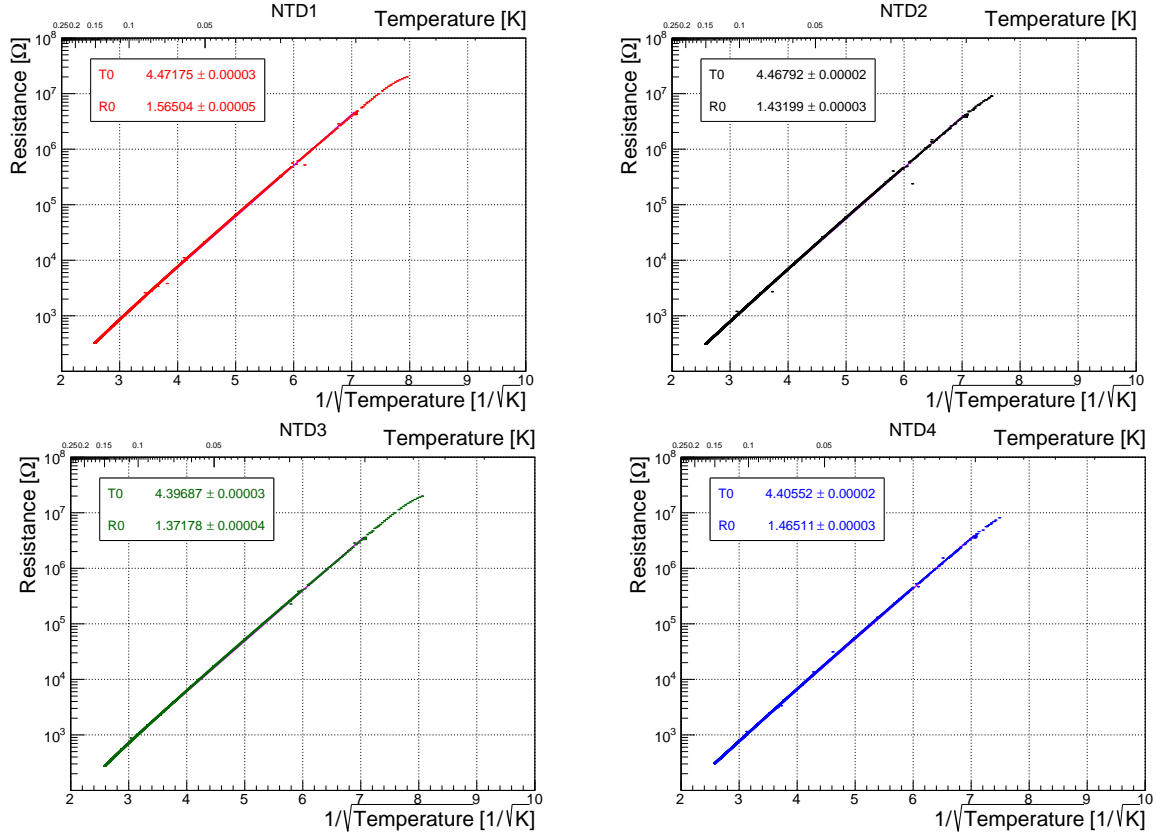 NTD1
Temperature [K]
0.25 0.2 0.15 0.1 0.05
Resistance [Ω]
10^8
10^7
10^6
10^5
10^4
10^3
T0 4.47175 ± 0.00003
R0 1.56504 ± 0.00005
2 3 4 5 6 7 8 9 10
1/√Temperature [1/√K]
NTD2
Temperature [K]
0.25 0.2 0.15 0.1 0.05
Resistance [Ω]
10^8
10^7
10^6
10^5
10^4
10^3
T0 4.46792 ± 0.00002
R0 1.43199 ± 0.00003
2 3 4 5 6 7 8 9 10
1/√Temperature [1/√K]
NTD3
Temperature [K]
0.25 0.2 0.15 0.1 0.05
Resistance [Ω]
10^8
10^7
10^6
10^5
10^4
10^3
T0 4.39687 ± 0.00003
R0 1.37178 ± 0.00004
2 3 4 5 6 7 8 9 10
1/√Temperature [1/√K]
NTD4
Temperature [K]
0.25 0.2 0.15 0.1 0.05
Resistance [Ω]
10^8
10^7
10^6
10^5
10^4
10^3
T0 4.40552 ± 0.00002
R0 1.46511 ± 0.00003
2 3 4 5 6 7 8 9 10
1/√Temperature [1/√K]